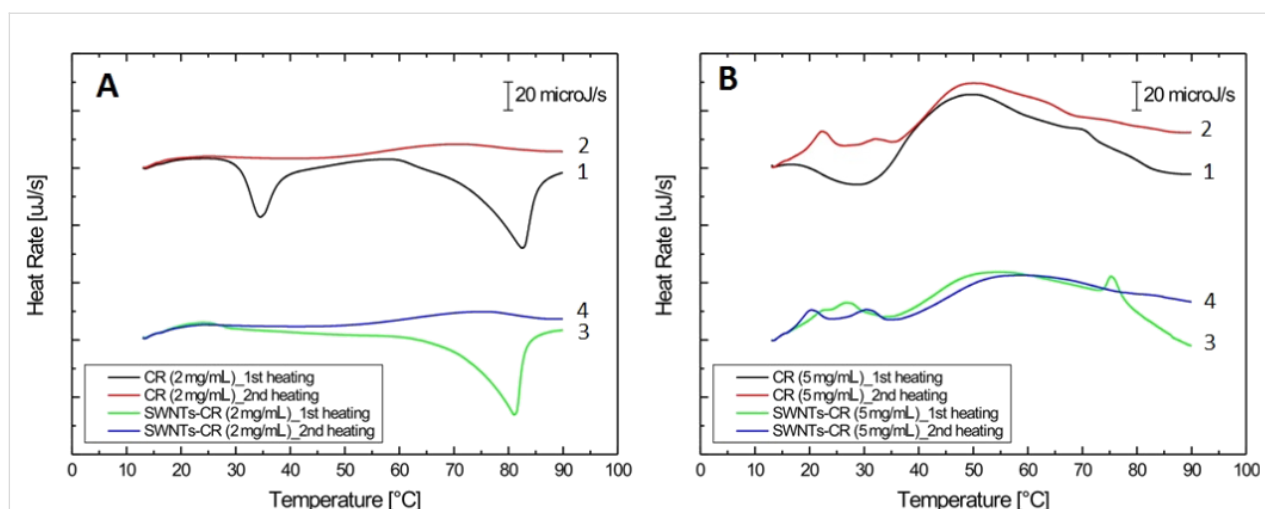 A
20 microJ/s
2
1
4
3
Heat Rate [uJ/s]
CR (2 mg/mL)_1st heating
CR (2 mg/mL)_2nd heating
SWNTs-CR (2 mg/mL)_1st heating
SWNTs-CR (2 mg/mL)_2nd heating
0 10 20 30 40 50 60 70 80 90 100
Temperature [°C]
B
20 microJ/s
2
1
4
3
Heat Rate [uJ/s]
CR (5 mg/mL)_1st heating
CR (5 mg/mL)_2nd heating
SWNTs-CR (5 mg/mL)_1st heating
SWNTs-CR (5 mg/mL)_2nd heating
0 10 20 30 40 50 60 70 80 90 100
Temperature [°C]